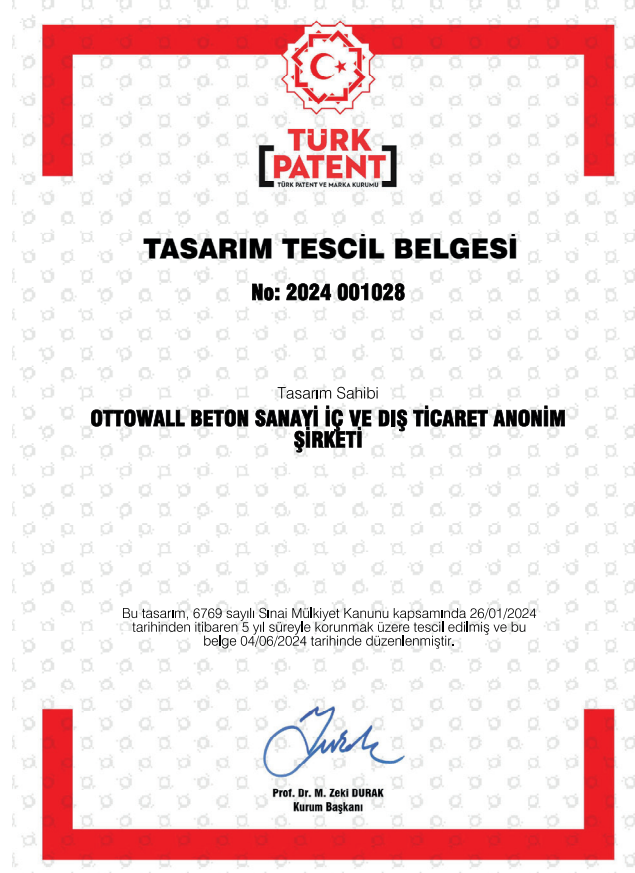 TÜRK
PATENT
TÜRK PATENT VE MARKA KURUMU
TASARIM TESCİL BELGESİ
No: 2024 001028
Tasarım Sahibi
OTTOWALL BETON SANAYİ İÇ VE DIŞ TİCARET ANONİM
ŞİRKETİ
Bu tasarım, 6769 sayılı Sınai Mülkiyet Kanunu kapsamında 26/01/2024
tarihinden itibaren 5 yıl süreyle korunmak üzere tescil edilmiş ve bu
belge 04/06/2024 tarihinde düzenlenmiştir.
Prof. Dr. M. Zeki DURAK
Kurum Başkanı